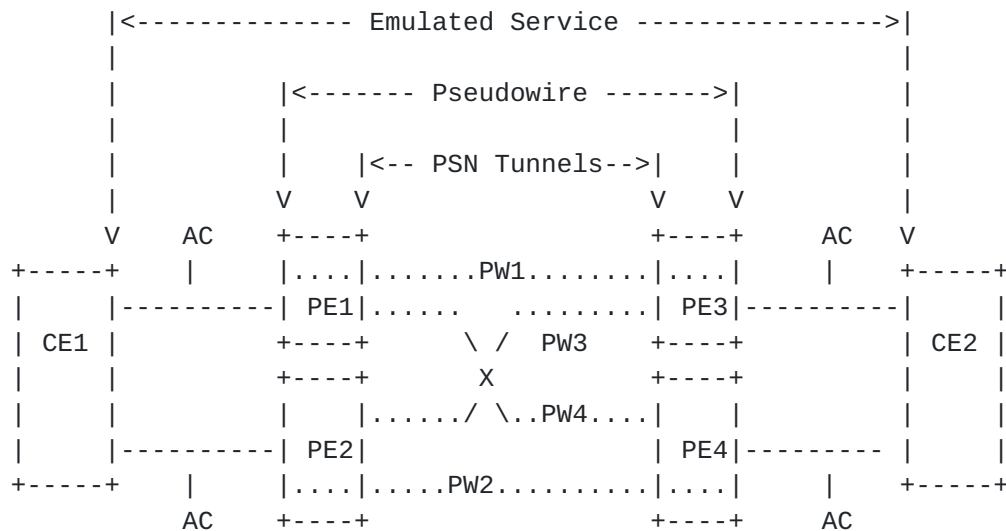 |<-------------- Emulated Service ---------------->|
|                                                  |
|          |<------- Pseudowire ------->|          |
|          |                            |          |
|          |    |<-- PSN Tunnels-->|    |          |
|          V    V                  V    V          |
V    AC    +----+                  +----+     AC   V
+-----+    |     |....|.......PW1........|....|     |    +-----+
|     |----------| PE1|......   .........| PE3|----------|     |
| CE1 |          +----+      \ /  PW3    +----+          | CE2 |
|     |          +----+       X          +----+          |     |
|     |          |    |....../ \..PW4....|    |          |     |
|     |----------| PE2|                  | PE4|--------- |     |
+-----+    |     |....|.....PW2..........|....|     |    +-----+
AC    +----+                  +----+    AC